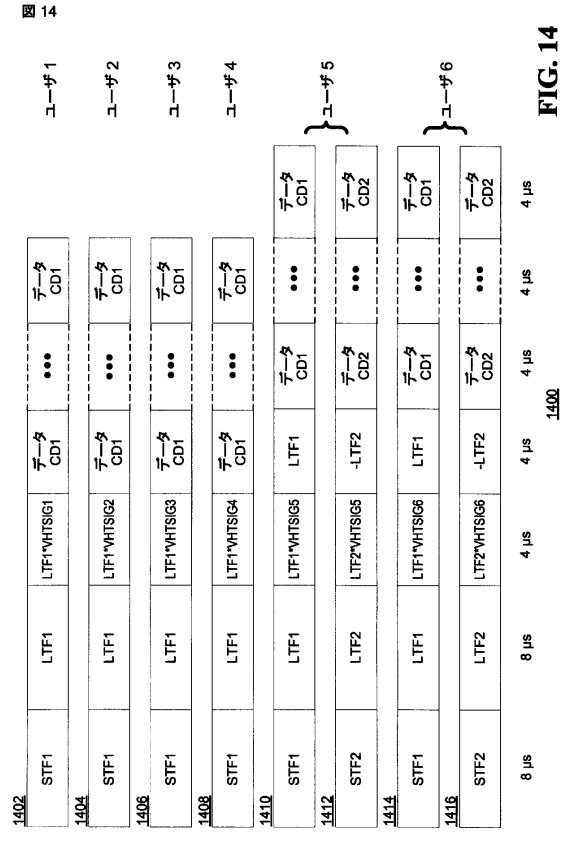 図 14
1402
STF1
LTF1
LTF1*VHTSIG1
データ
CD1
•••
データ
CD1
ユーザ 1
1404
STF1
LTF1
LTF1*VHTSIG2
データ
CD1
•••
データ
CD1
ユーザ 2
1406
STF1
LTF1
LTF1*VHTSIG3
データ
CD1
•••
データ
CD1
ユーザ 3
1408
STF1
LTF1
LTF1*VHTSIG4
データ
CD1
•••
データ
CD1
ユーザ 4
1410
STF1
LTF1
LTF1*VHTSIG5
LTF1
データ
CD1
•••
データ
CD1
ユーザ 5
1412
STF2
LTF2
LTF2*VHTSIG5
-LTF2
データ
CD2
•••
データ
CD2
1414
STF1
LTF1
LTF1*VHTSIG6
LTF1
データ
CD1
•••
データ
CD1
ユーザ 6
1416
STF2
LTF2
LTF2*VHTSIG6
-LTF2
データ
CD2
•••
データ
CD2
8 µs
8 µs
4 µs
4 µs
4 µs
4 µs
4 µs
1400
FIG. 14